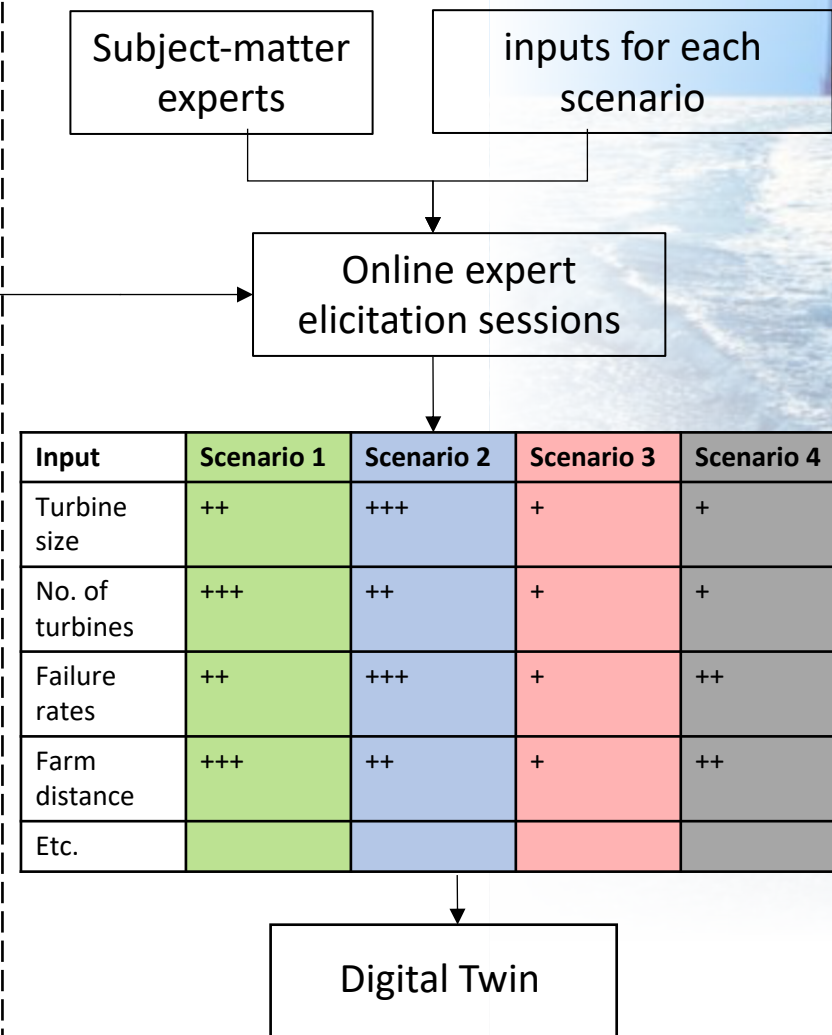 Subject-matter
experts
inputs for each
scenario
Online expert
elicitation sessions
Input Scenario 1 Scenario 2 Scenario 3 Scenario 4
Turbine
size ++ +++ + +
No. of
turbines +++ ++ + +
Failure
rates ++ +++ + ++
Farm
distance +++ ++ + ++
Etc.
Digital Twin